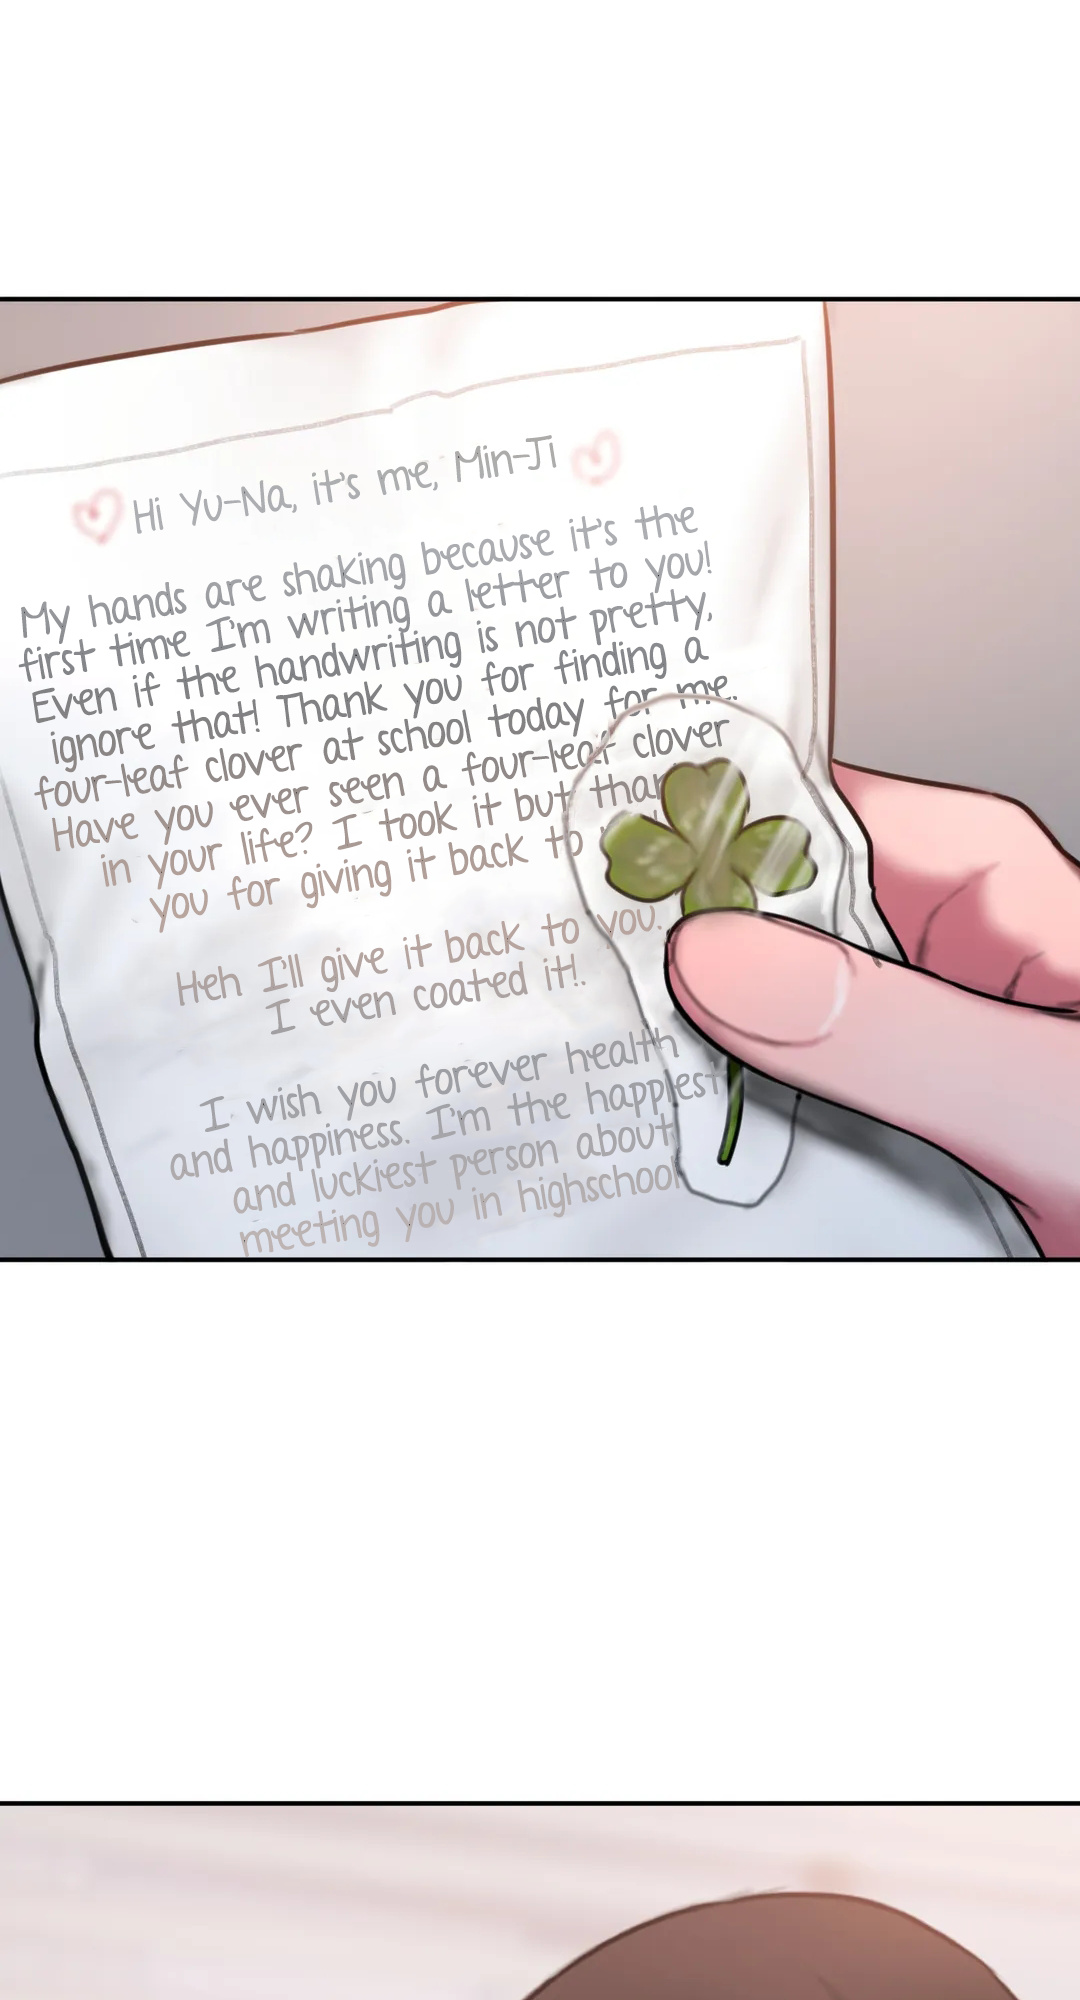 Hi Yu-Na, it's me, Min-Ji
My hands are shaking because it's the
first time I'm writing a letter to you!
Even if the handwriting is not pretty,
ignore that! Thank you for finding a
four-leaf clover at school today for me.
Have you ever seen a four-leaf clover
in your life? I took it but
you for giving it back to
Heh I'll give it back to you.
I even coated it!.
I wish you forever health
and happiness. I'm the happiest
and luckiest person about
meeting you in highschool